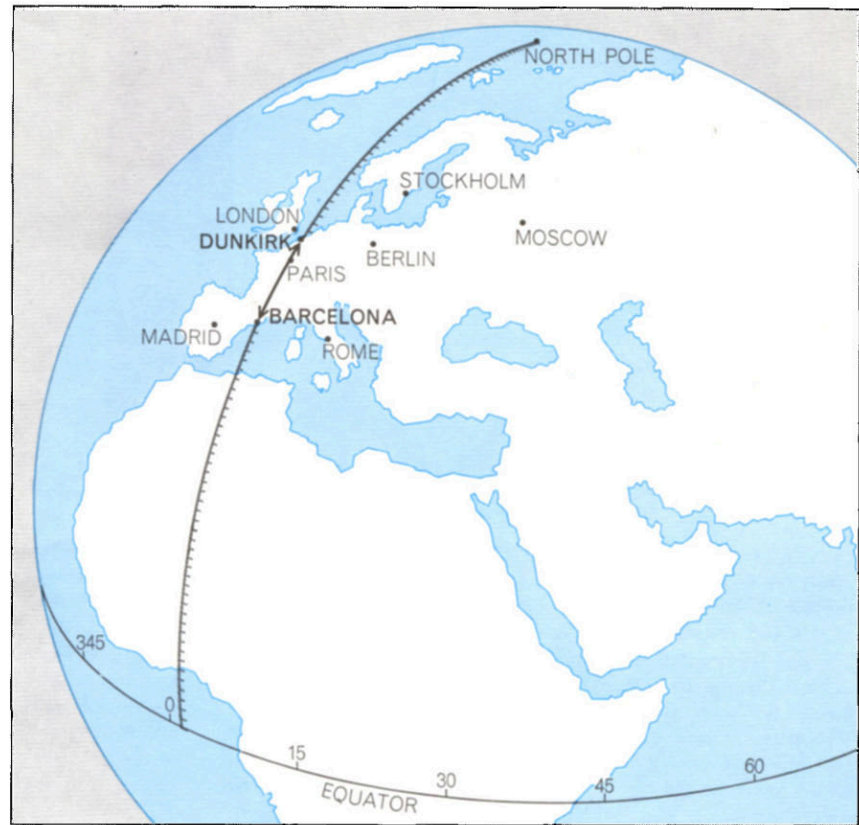 NORTH POLE
STOCKHOLM
LONDON
MOSCOW
DUNKIRK
BERLIN
PARIS
BARCELONA
MADRID
ROME
345
0
15
60
30
45
EQUATOR